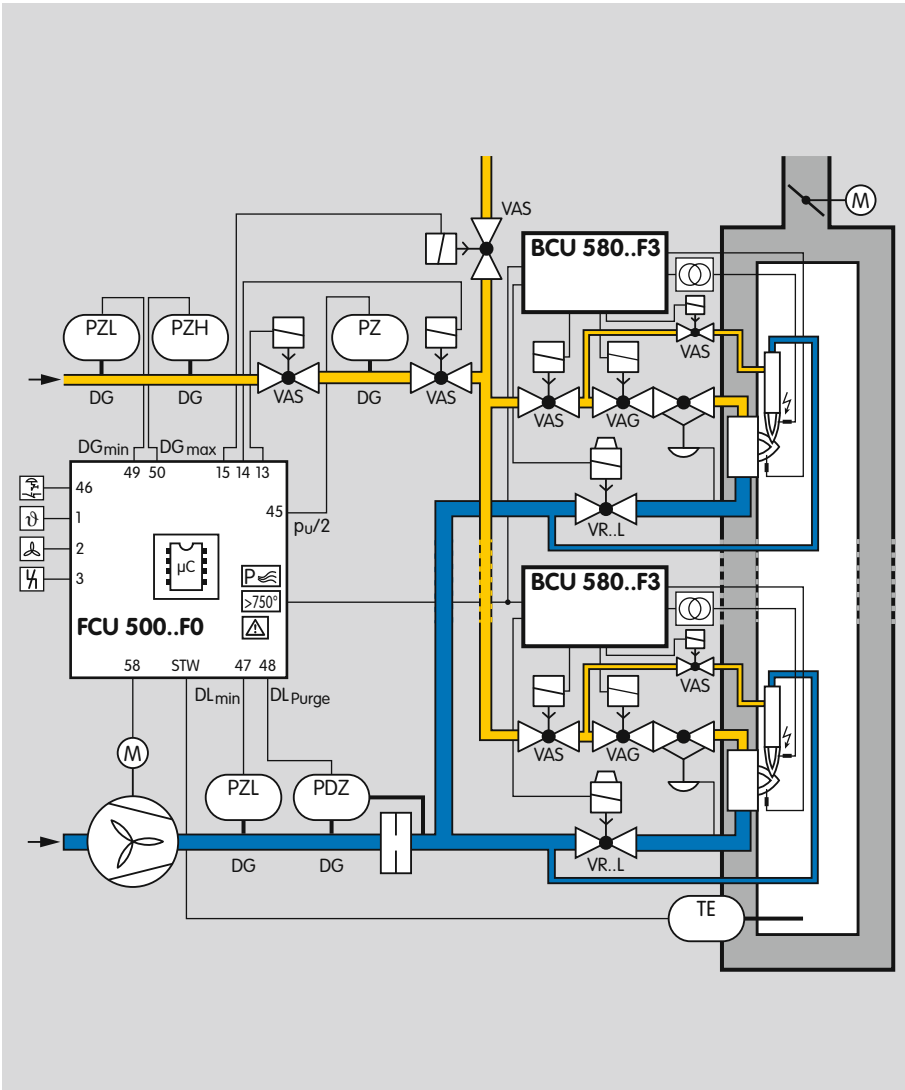 M
VAS
BCU 580..F3
PZL
PZH
PZ
VAS
DG
DG
VAS
DG
VAS
VAS
VAG
DGmin
DGmax
49 50
15 14 13
46
1
2
3
45
pu/2
µC
P
>750°
FCU 500..F0
VR..L
BCU 580..F3
58
STW
47 48
DLmin
DLPurge
VAS
M
VAS
VAG
PZL
PDZ
DG
DG
VR..L
TE
ϑ